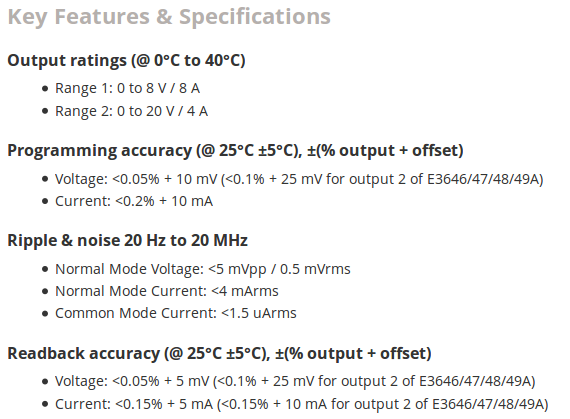 Key Features & Specifications
Output ratings (@ 0°C to 40°C)
• Range 1: 0 to 8 V / 8 A
• Range 2: 0 to 20 V / 4 A
Programming accuracy (@ 25°C ±5°C), ±(% output + offset)
• Voltage: <0.05% + 10 mV (<0.1% + 25 mV for output 2 of E3646/47/48/49A)
• Current: <0.2% + 10 mA
Ripple & noise 20 Hz to 20 MHz
• Normal Mode Voltage: <5 mVpp / 0.5 mVrms
• Normal Mode Current: <4 mArms
• Common Mode Current: <1.5 uArms
Readback accuracy (@ 25°C ±5°C), ±(% output + offset)
• Voltage: <0.05% + 5 mV (<0.1% + 25 mV for output 2 of E3646/47/48/49A)
• Current: <0.15% + 5 mA (<0.15% + 10 mA for output 2 of E3646/47/48/49A)